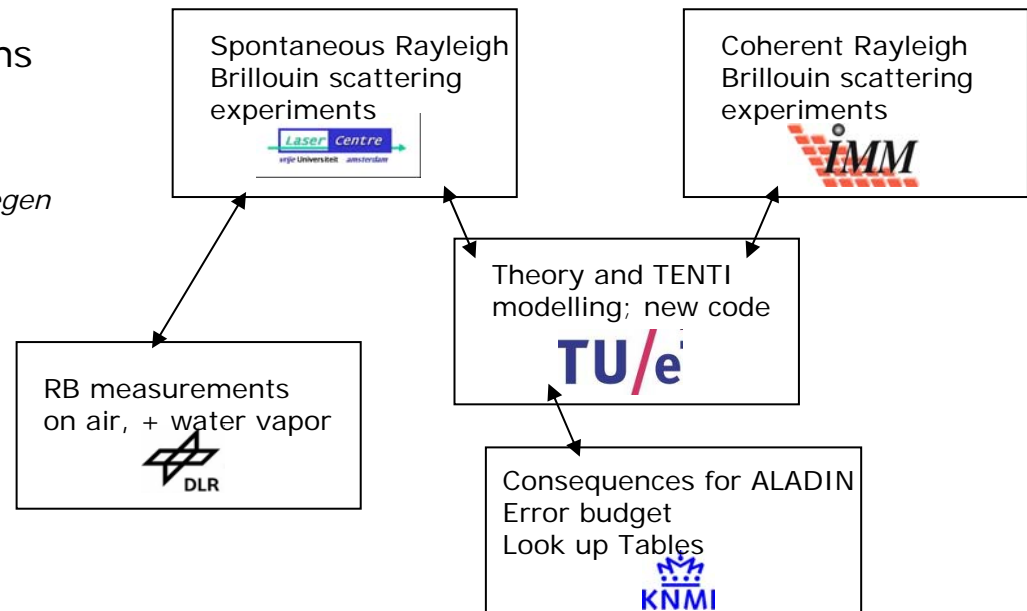 ns
egen
Spontaneous Rayleigh
Brillouin scattering
experiments
Laser Centre
vrije Universiteit amsterdam
Coherent Rayleigh
Brillouin scattering
experiments
IMM
Theory and TENTI
modelling; new code
TU/e
RB measurements
on air, + water vapor
DLR
Consequences for ALADIN
Error budget
Look up Tables
KNMI